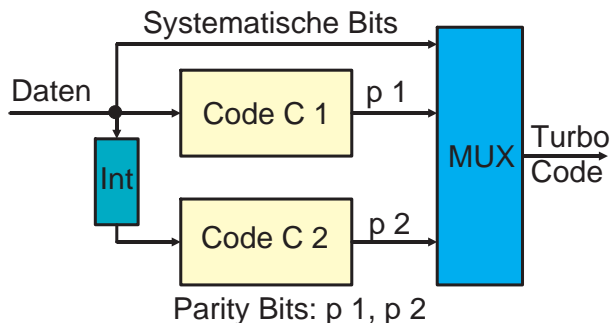 Systematische Bits
Daten
Code C 1
p 1
Int
MUX
Turbo
Code
Code C 2
p 2
Parity Bits: p 1, p 2